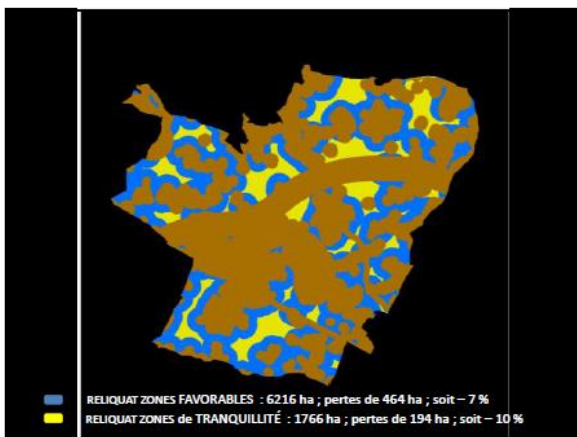 RELIQUAT ZONES FAVORABLES : 6216 ha ; pertes de 464 ha ; soit – 7 %
RELIQUAT ZONES de TRANQUILLITÉ : 1766 ha ; pertes de 194 ha ; soit – 10 %